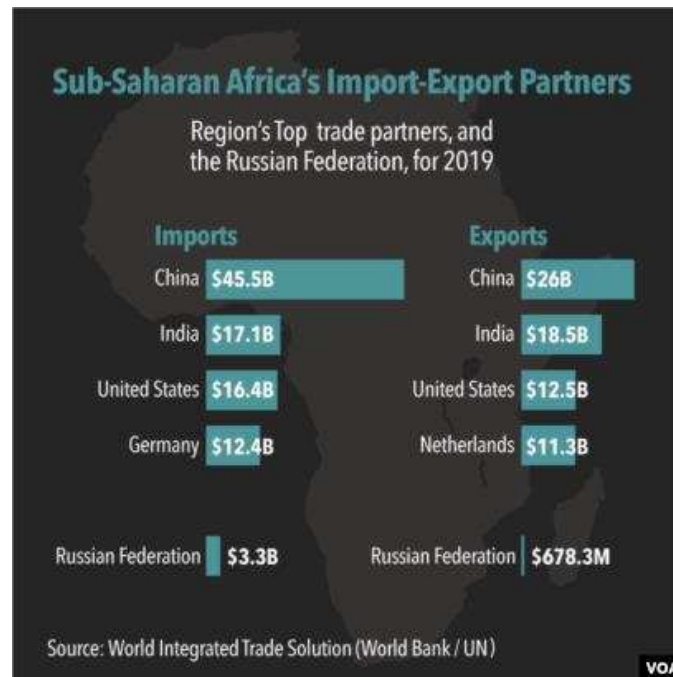 Sub-Saharan Africa's Import-Export Partners
Region's Top trade partners, and
the Russian Federation, for 2019
Imports
China $45.5B
India $17.1B
United States $16.4B
Germany $12.4B
Russian Federation $3.3B
Exports
China $26B
India $18.5B
United States $12.5B
Netherlands $11.3B
Russian Federation $678.3M
Source: World Integrated Trade Solution (World Bank / UN)
VOA